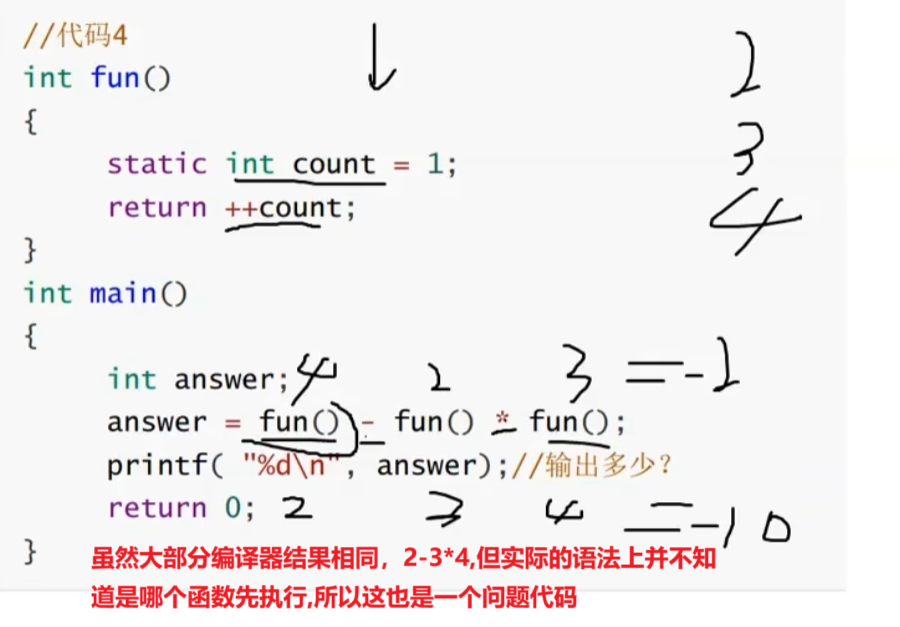 //代码4
int fun()
{
static int count = 1;
return ++count;
}
int main()
{
int answer;
answer = fun() - fun() * fun();
printf( "%d\n", answer);//输出多少？
return 0;
}
2
3
4
4 2 3 =-1
2 3 4 =-10
虽然大部分编译器结果相同，2-3*4,但实际的语法上并不知
道是哪个函数先执行,所以这也是一个问题代码